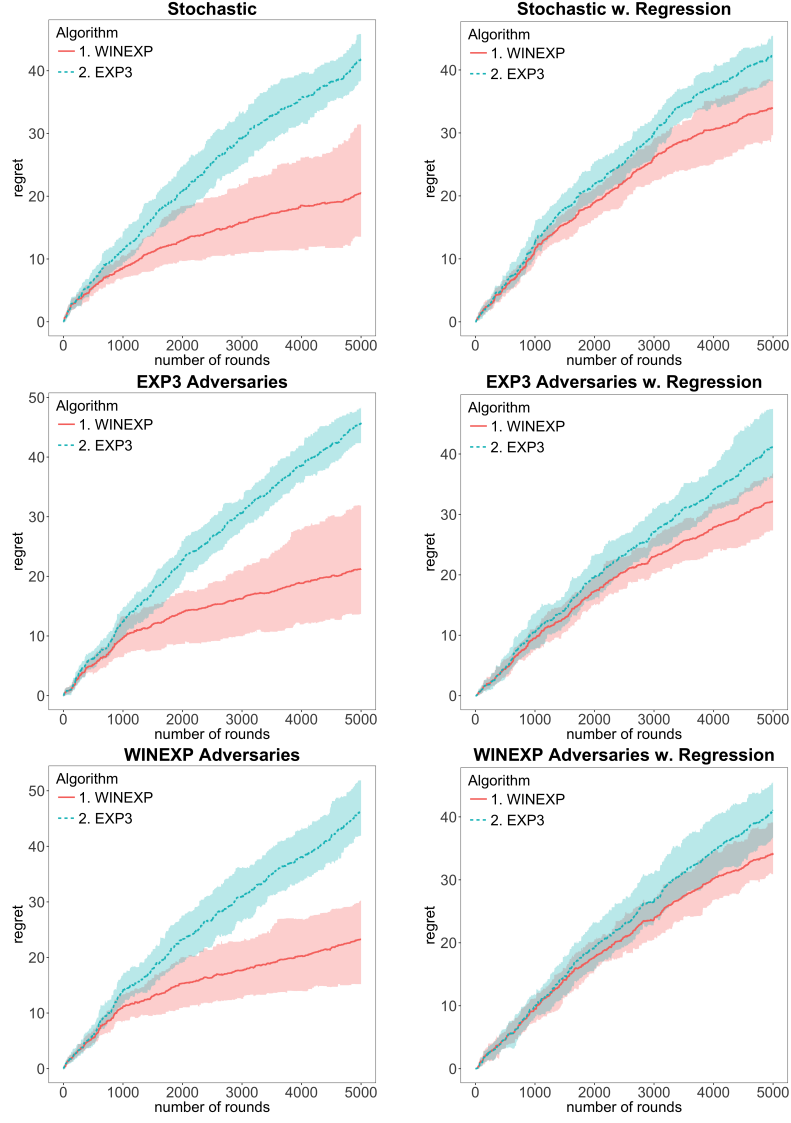 Stochastic
Algorithm
1. WINEXP
2. EXP3
regret
40
30
20
10
0
0 1000 2000 3000 4000 5000
number of rounds
Stochastic w. Regression
Algorithm
1. WINEXP
2. EXP3
regret
40
30
20
10
0
0 1000 2000 3000 4000 5000
number of rounds
EXP3 Adversaries
Algorithm
1. WINEXP
2. EXP3
regret
50
40
30
20
10
0
0 1000 2000 3000 4000 5000
number of rounds
EXP3 Adversaries w. Regression
Algorithm
1. WINEXP
2. EXP3
regret
40
30
20
10
0
0 1000 2000 3000 4000 5000
number of rounds
WINEXP Adversaries
Algorithm
1. WINEXP
2. EXP3
regret
50
40
30
20
10
0
0 1000 2000 3000 4000 5000
number of rounds
WINEXP Adversaries w. Regression
Algorithm
1. WINEXP
2. EXP3
regret
40
30
20
10
0
0 1000 2000 3000 4000 5000
number of rounds